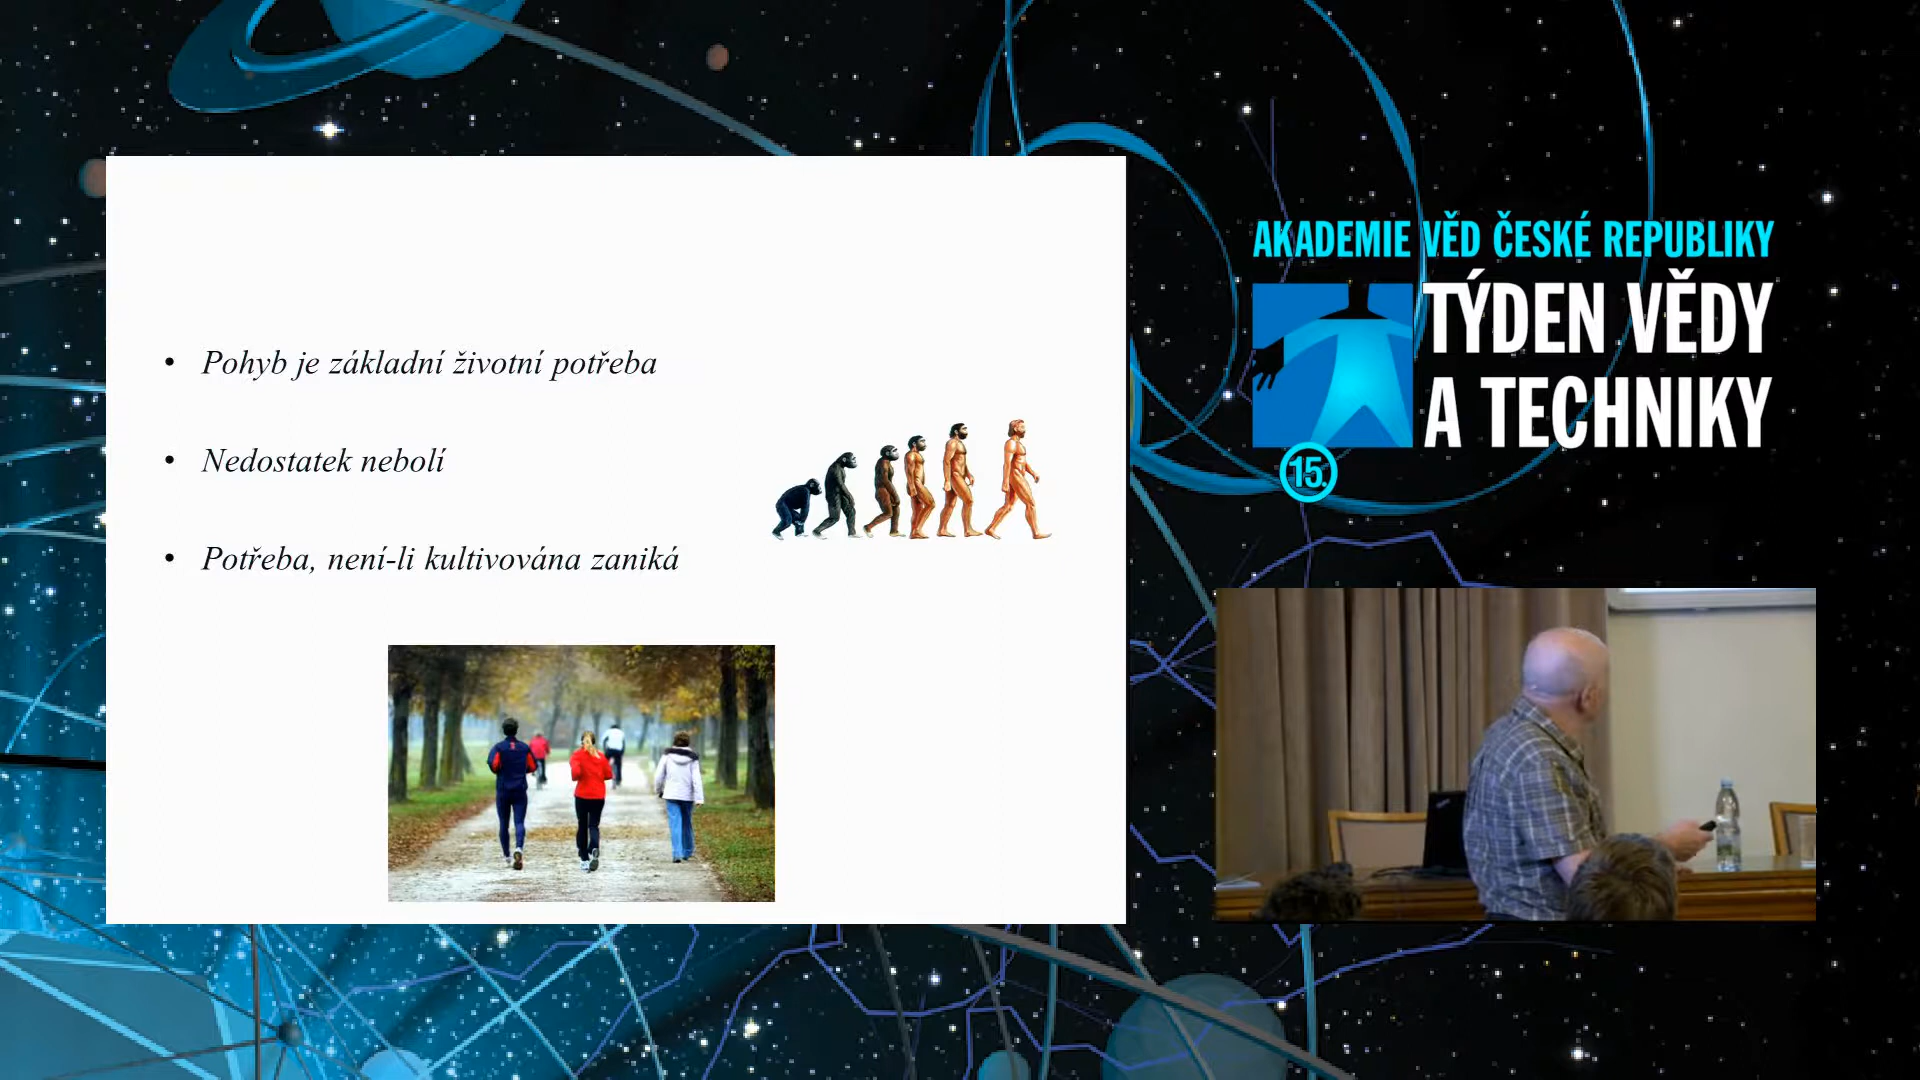 • Pohyb je základní životní potřeba
• Nedostatek nebolí
• Potřeba, není-li kultivována zaniká
AKADEMIE VĚD ČESKÉ REPUBLIKY
TÝDEN VĚDY
A TECHNIKY
15.